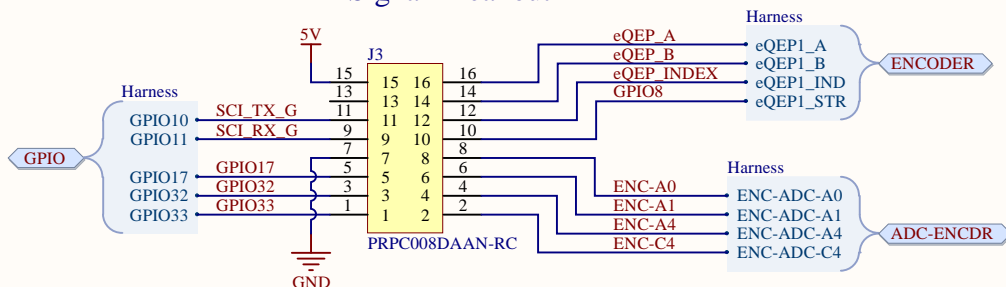 5V
J3
Harness
GPIO10
GPIO11
GPIO17
GPIO32
GPIO33
GPIO
SCI_TX_G
SCI_RX_G
GPIO17
GPIO32
GPIO33
15 15 16 16
13 13 14 14
11 11 12 12
9 9 10 10
7 7 8 8
5 5 6 6
3 3 4 4
1 1 2 2
PRPC008DAAN-RC
GND
eQEP_A
eQEP_B
eQEP_INDEX
GPIO8
Harness
eQEP1_A
eQEP1_B
eQEP1_IND
eQEP1_STR
ENCODER
ENC-A0
ENC-A1
ENC-A4
ENC-C4
Harness
ENC-ADC-A0
ENC-ADC-A1
ENC-ADC-A4
ENC-ADC-C4
ADC-ENCDR